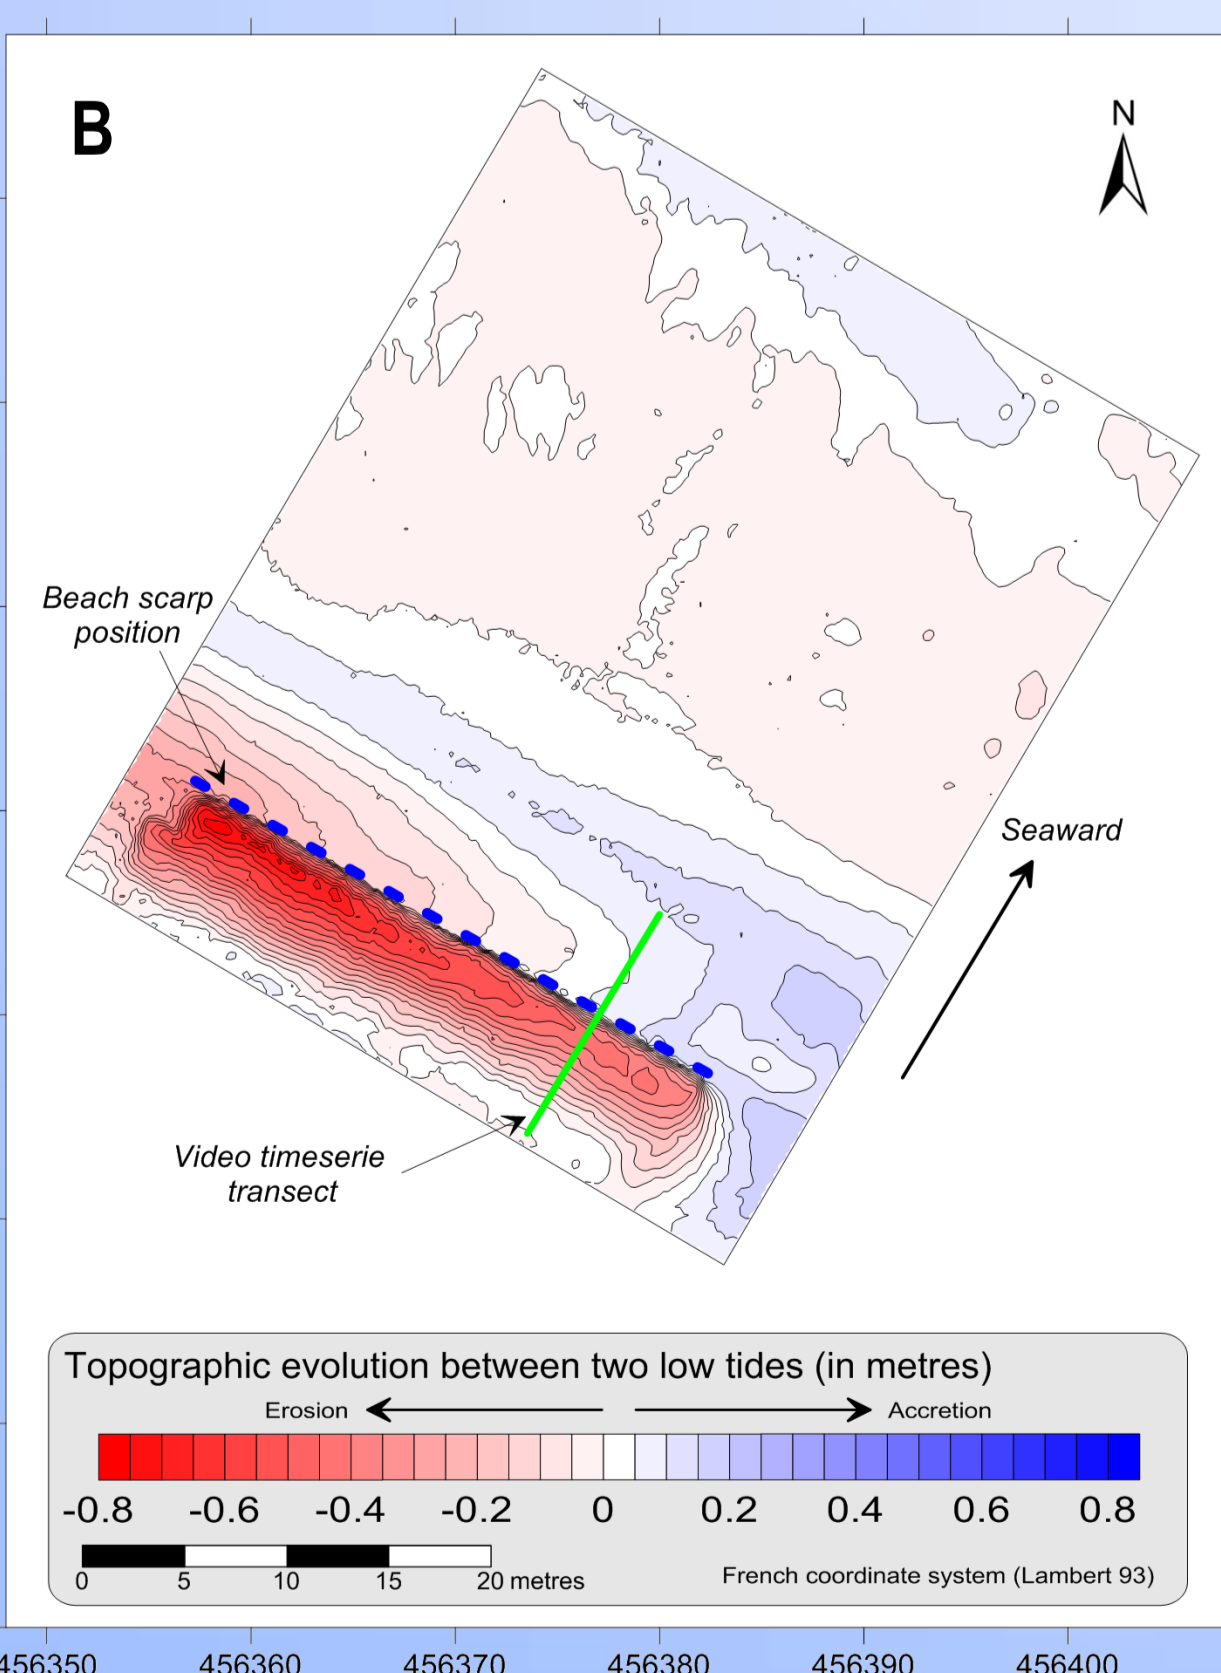 B
N
Beach scarp
position
Seaward
Video timeserie
transect
Topographic evolution between two low tides (in metres)
Erosion
Accretion
-0.8 -0.6 -0.4 -0.2 0 0.2 0.4 0.6 0.8
0 5 10 15 20 metres
French coordinate system (Lambert 93)
456350 456360 456370 456380 456390 456400